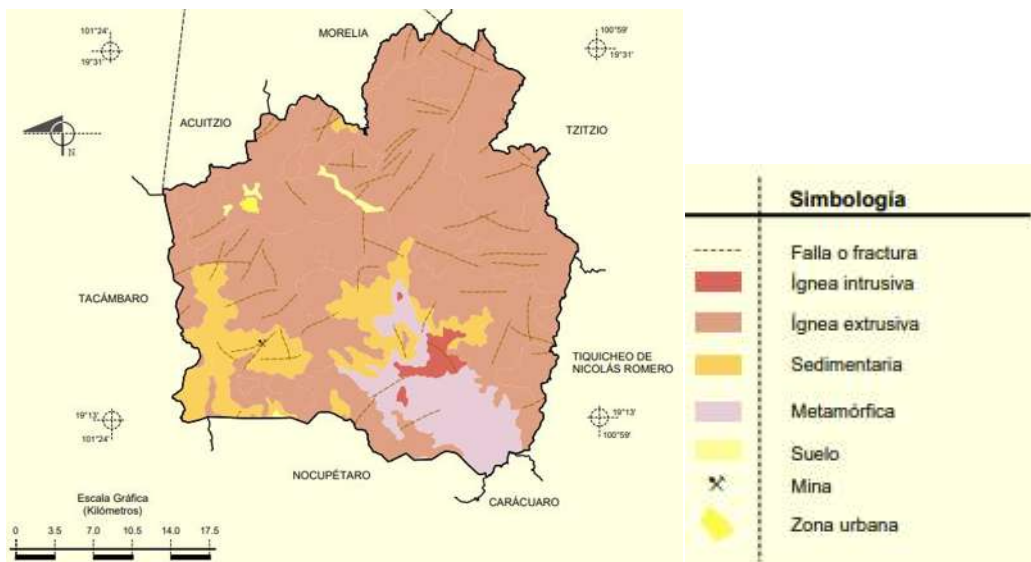 101°24'
19°31'
MORELIA
100°59'
19°31'
ACUITZIO
TZITZIO
N
TACÁMBARO
TIQUICHEO DE
NICOLÁS ROMERO
19°13'
101°24'
19°13'
100°59'
NOCUPÉTARO
CARÁCUARO
Escala Gráfica
(Kilómetros)
0 3.5 7.0 10.5 14.0 17.5
Simbología
Falla o fractura
Ígnea intrusiva
Ígnea extrusiva
Sedimentaria
Metamórfica
Suelo
Mina
Zona urbana